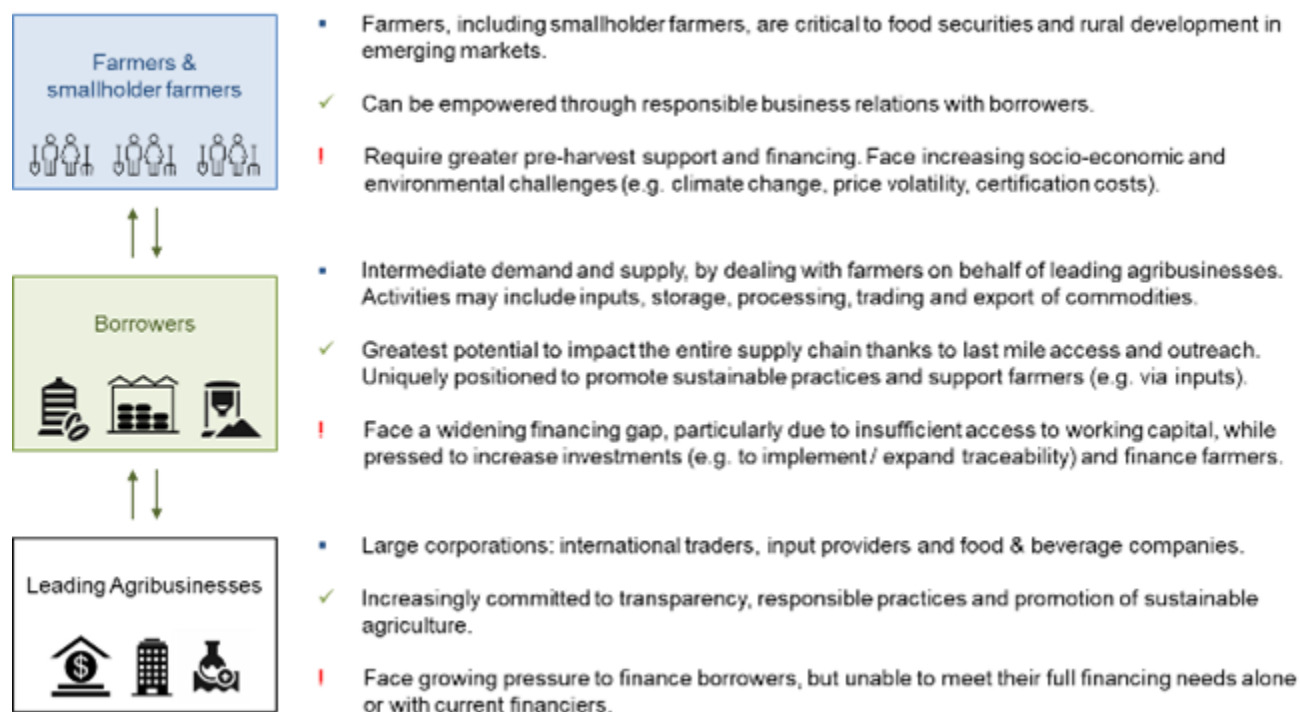 Farmers &
smallholder farmers
Farmers, including smallholder farmers, are critical to food securities and rural development in
emerging markets.
Can be empowered through responsible business relations with borrowers.
Require greater pre-harvest support and financing. Face increasing socio-economic and
environmental challenges (e.g. climate change, price volatility, certification costs).
Borrowers
Intermediate demand and supply, by dealing with farmers on behalf of leading agribusinesses.
Activities may include inputs, storage, processing, trading and export of commodities.
Greatest potential to impact the entire supply chain thanks to last mile access and outreach.
Uniquely positioned to promote sustainable practices and support farmers (e.g. via inputs).
Face a widening financing gap, particularly due to insufficient access to working capital, while
pressed to increase investments (e.g. to implement / expand traceability) and finance farmers.
Leading Agribusinesses
$
Large corporations: international traders, input providers and food & beverage companies.
Increasingly committed to transparency, responsible practices and promotion of sustainable
agriculture.
Face growing pressure to finance borrowers, but unable to meet their full financing needs alone
or with current financiers.